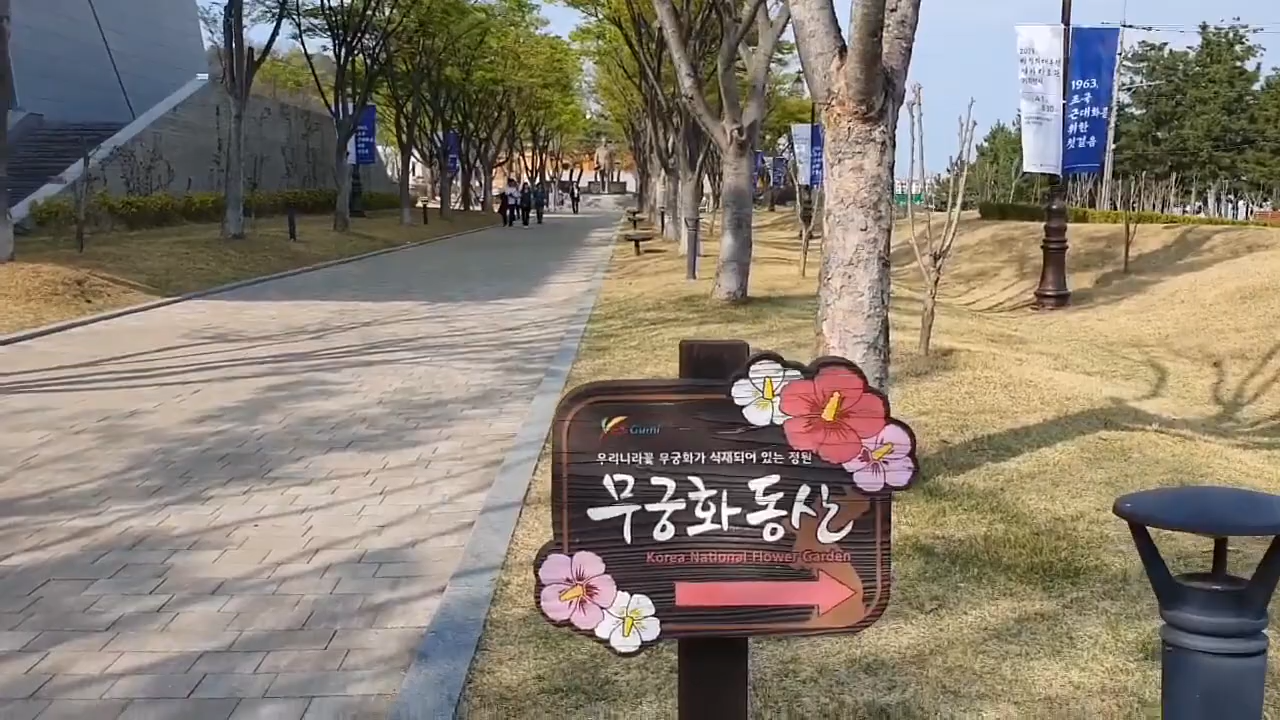 YES Gumi
우리나라꽃 무궁화가 식재되어 있는 정원
무궁화동산
Korea National Flower Garden
1963,
조국
근대화를
위한
첫걸음